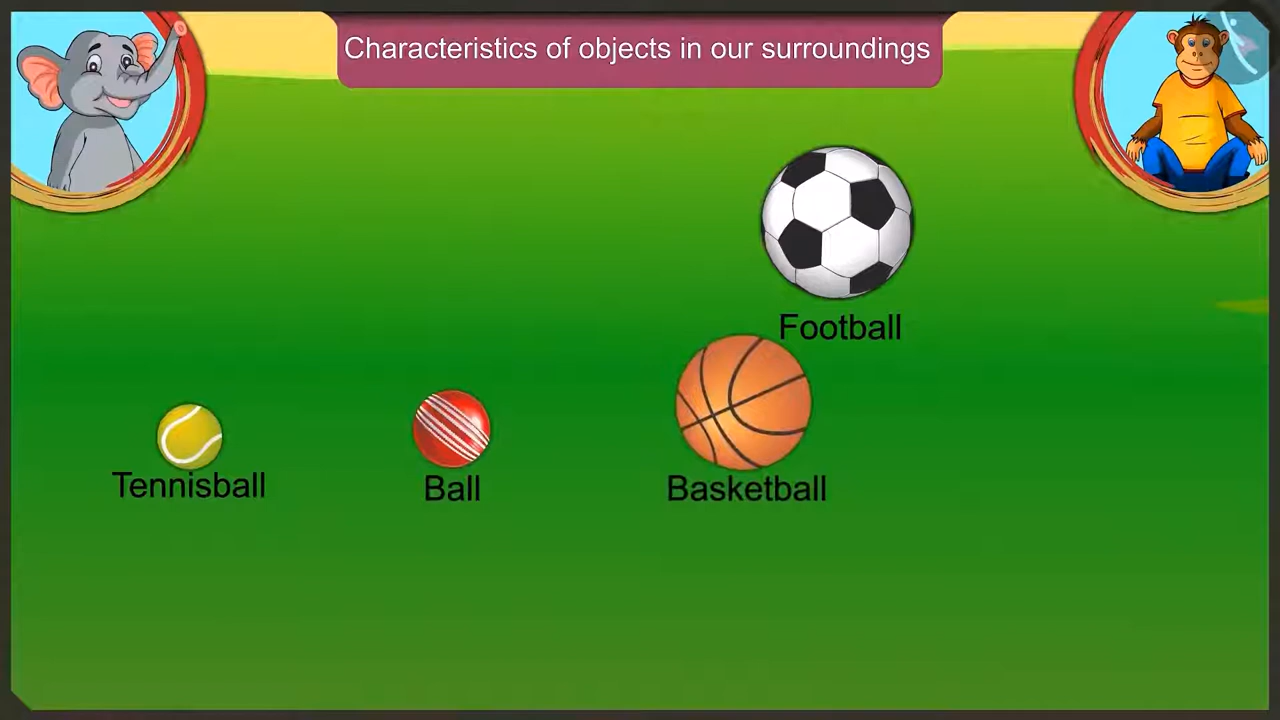 Characteristics of objects in our surroundings
Football
Tennisball
Ball
Basketball